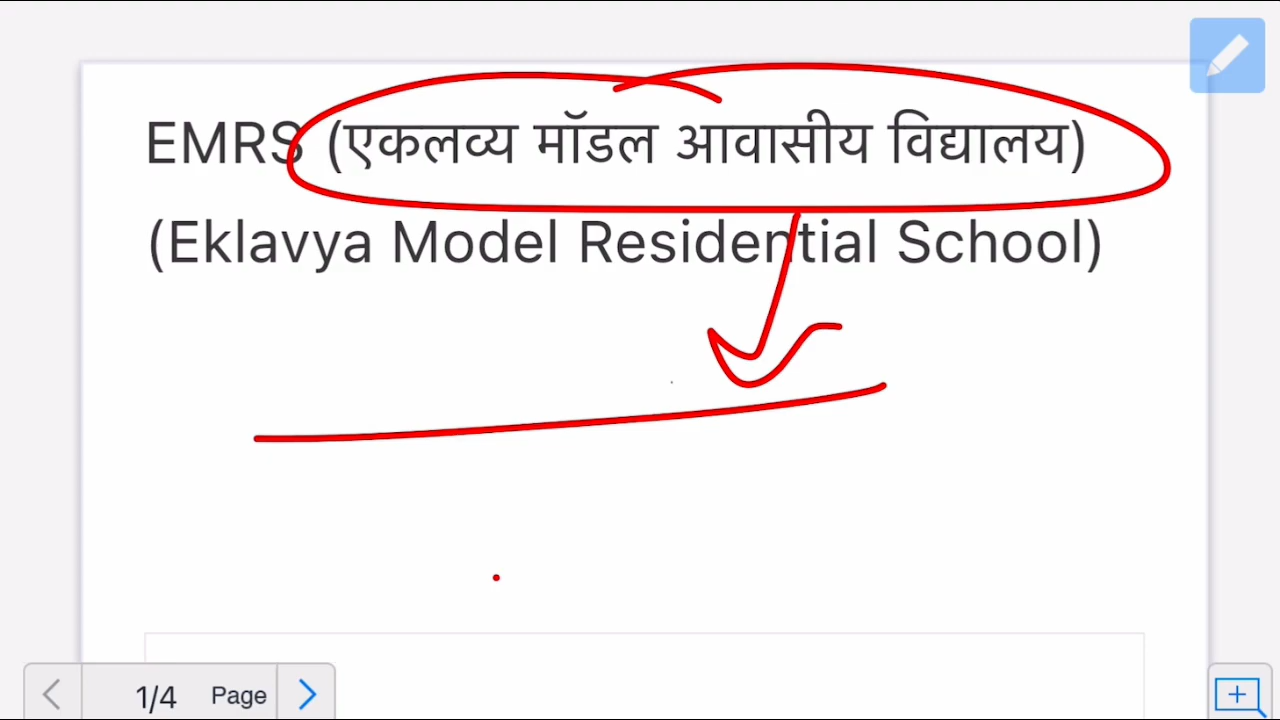 EMRS (एकलव्य मॉडल आवासीय विद्यालय)
(Eklavya Model Residential School)
1/4 Page